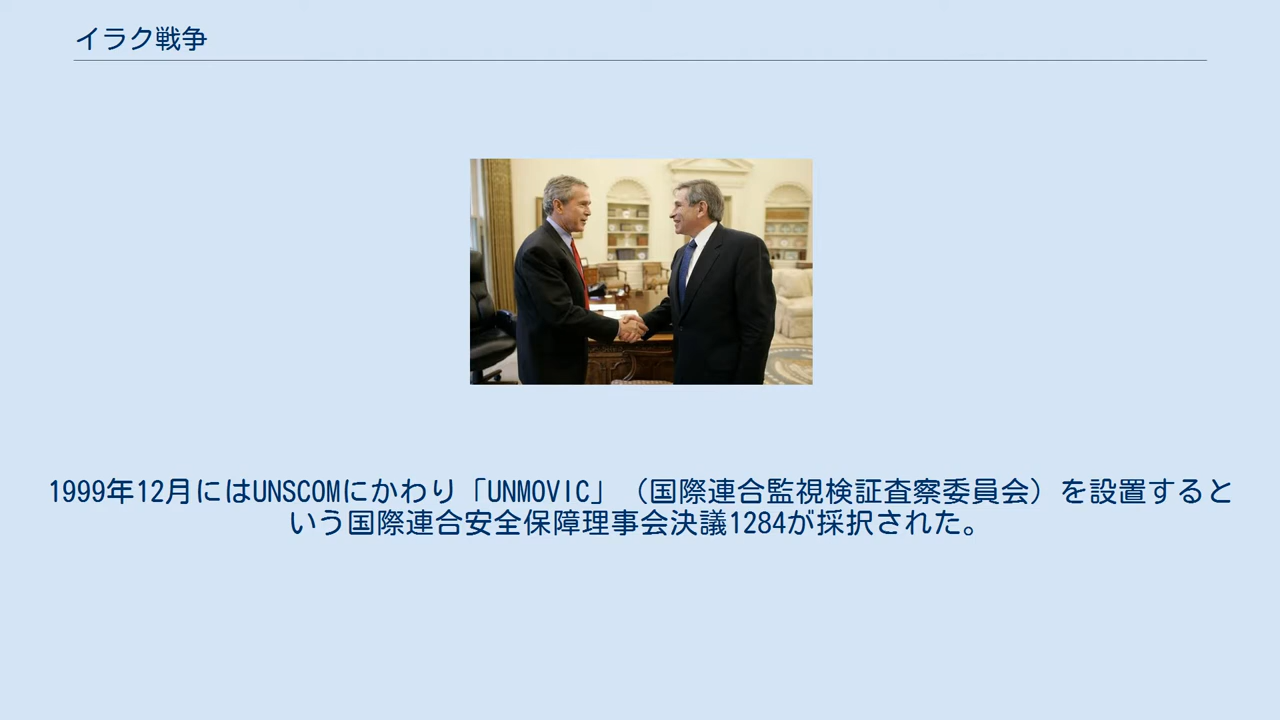 イラク戦争
1999年12月にはUNSCOMにかわり「UNMOVIC」（国際連合監視検証査察委員会）を設置すると
いう国際連合安全保障理事会決議1284が採択された。